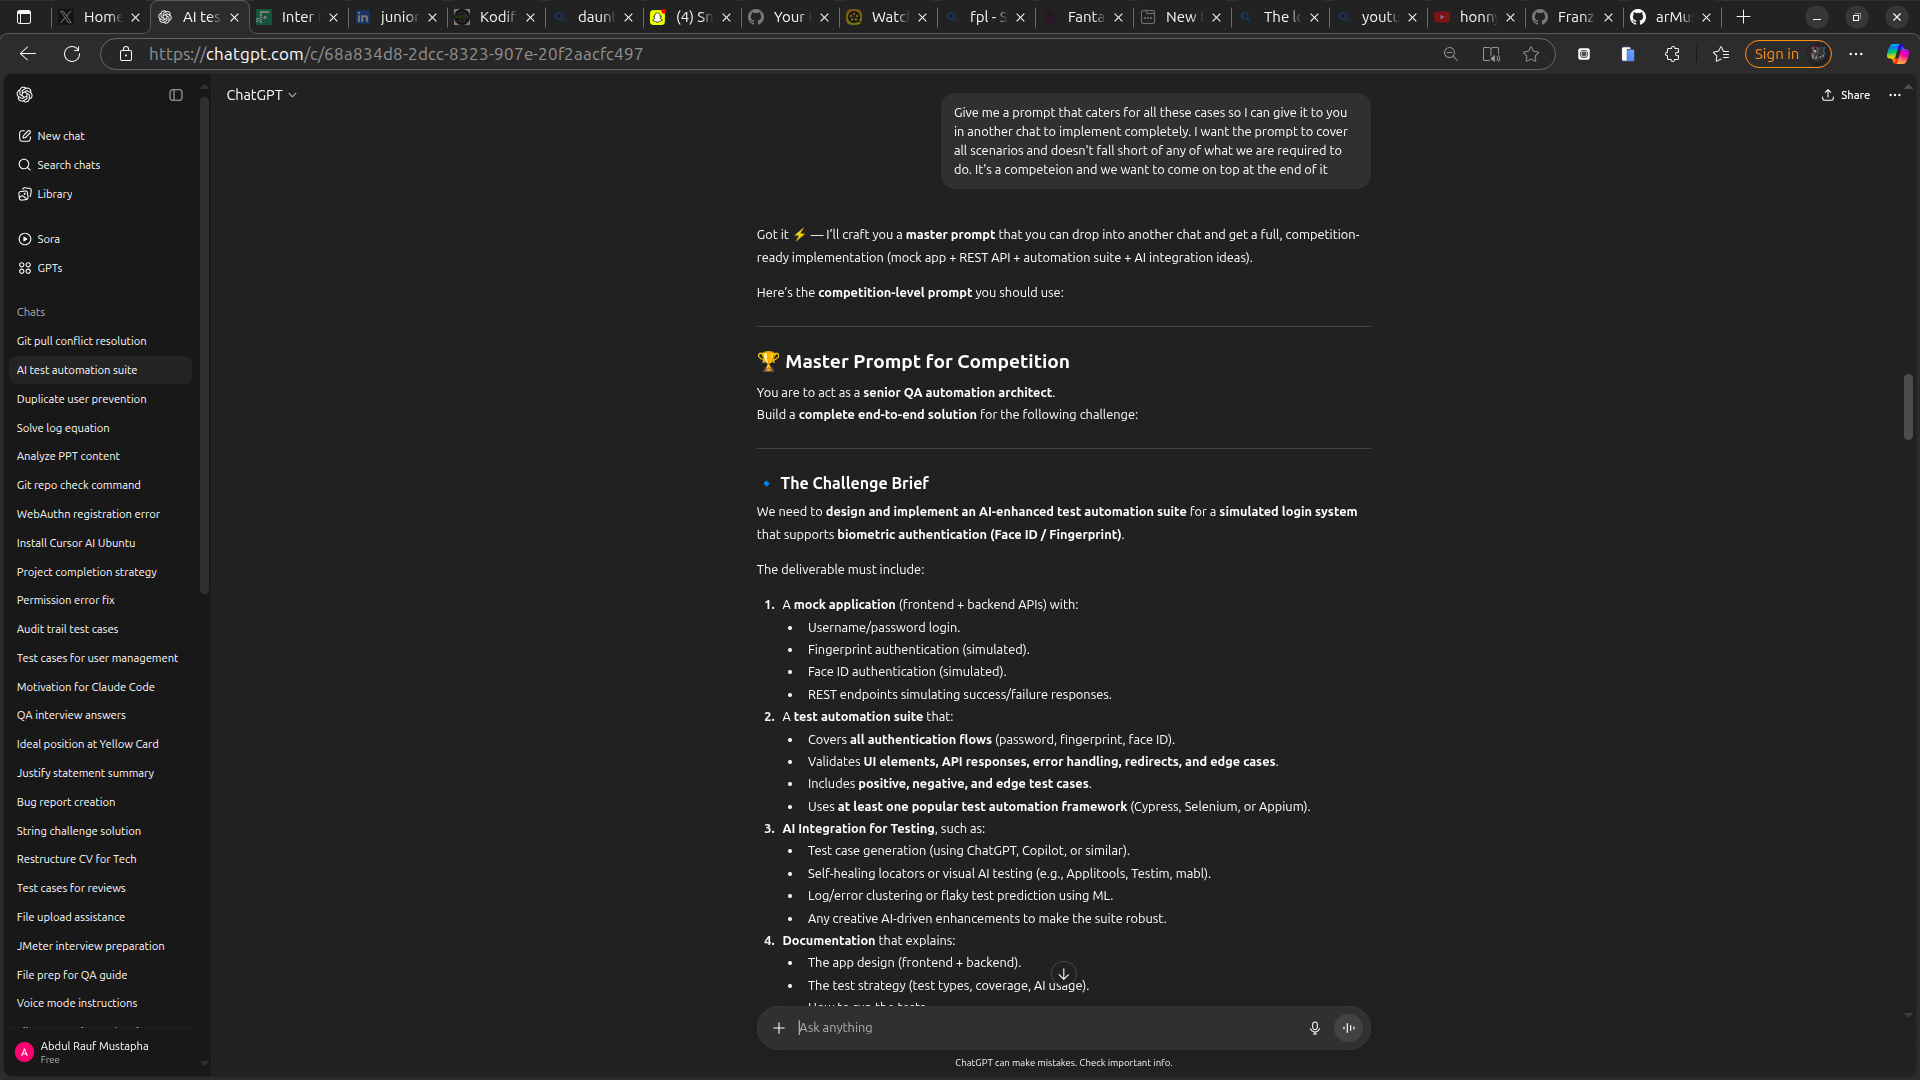 Home
AI tes
Inter
junior
Kodif
daunt
(4) Sn
Your
Watc
fpl - S
Fanta
New
The lo
youtu
honny
Franz
arMu
https://chatgpt.com/c/68a834d8-2dcc-8323-907e-20f2aacfc497
Sign in
ChatGPT
Share
New chat
Search chats
Library
Sora
GPTs
Chats
Git pull conflict resolution
AI test automation suite
Duplicate user prevention
Solve log equation
Analyze PPT content
Git repo check command
WebAuthn registration error
Install Cursor AI Ubuntu
Project completion strategy
Permission error fix
Audit trail test cases
Test cases for user management
Motivation for Claude Code
QA interview answers
Ideal position at Yellow Card
Justify statement summary
Bug report creation
String challenge solution
Restructure CV for Tech
Test cases for reviews
File upload assistance
JMeter interview preparation
File prep for QA guide
Voice mode instructions
A
Abdul Rauf Mustapha
Free
Give me a prompt that caters for all these cases so I can give it to you
in another chat to implement completely. I want the prompt to cover
all scenarios and doesn't fall short of any of what we are required to
do. It's a competeion and we want to come on top at the end of it
Got it ⚡ — I'll craft you a master prompt that you can drop into another chat and get a full, competition-
ready implementation (mock app + REST API + automation suite + AI integration ideas).
Here's the competition-level prompt you should use:
🏆 Master Prompt for Competition
You are to act as a senior QA automation architect.
Build a complete end-to-end solution for the following challenge:
🔹 The Challenge Brief
We need to design and implement an AI-enhanced test automation suite for a simulated login system
that supports biometric authentication (Face ID / Fingerprint).
The deliverable must include:
1. A mock application (frontend + backend APIs) with:
• Username/password login.
• Fingerprint authentication (simulated).
• Face ID authentication (simulated).
• REST endpoints simulating success/failure responses.
2. A test automation suite that:
• Covers all authentication flows (password, fingerprint, face ID).
• Validates UI elements, API responses, error handling, redirects, and edge cases.
• Includes positive, negative, and edge test cases.
• Uses at least one popular test automation framework (Cypress, Selenium, or Appium).
3. AI Integration for Testing, such as:
• Test case generation (using ChatGPT, Copilot, or similar).
• Self-healing locators or visual AI testing (e.g., Applitools, Testim, mabl).
• Log/error clustering or flaky test prediction using ML.
• Any creative AI-driven enhancements to make the suite robust.
4. Documentation that explains:
• The app design (frontend + backend).
• The test strategy (test types, coverage, AI usage).
• How to run the tests
Ask anything
ChatGPT can make mistakes. Check important info.